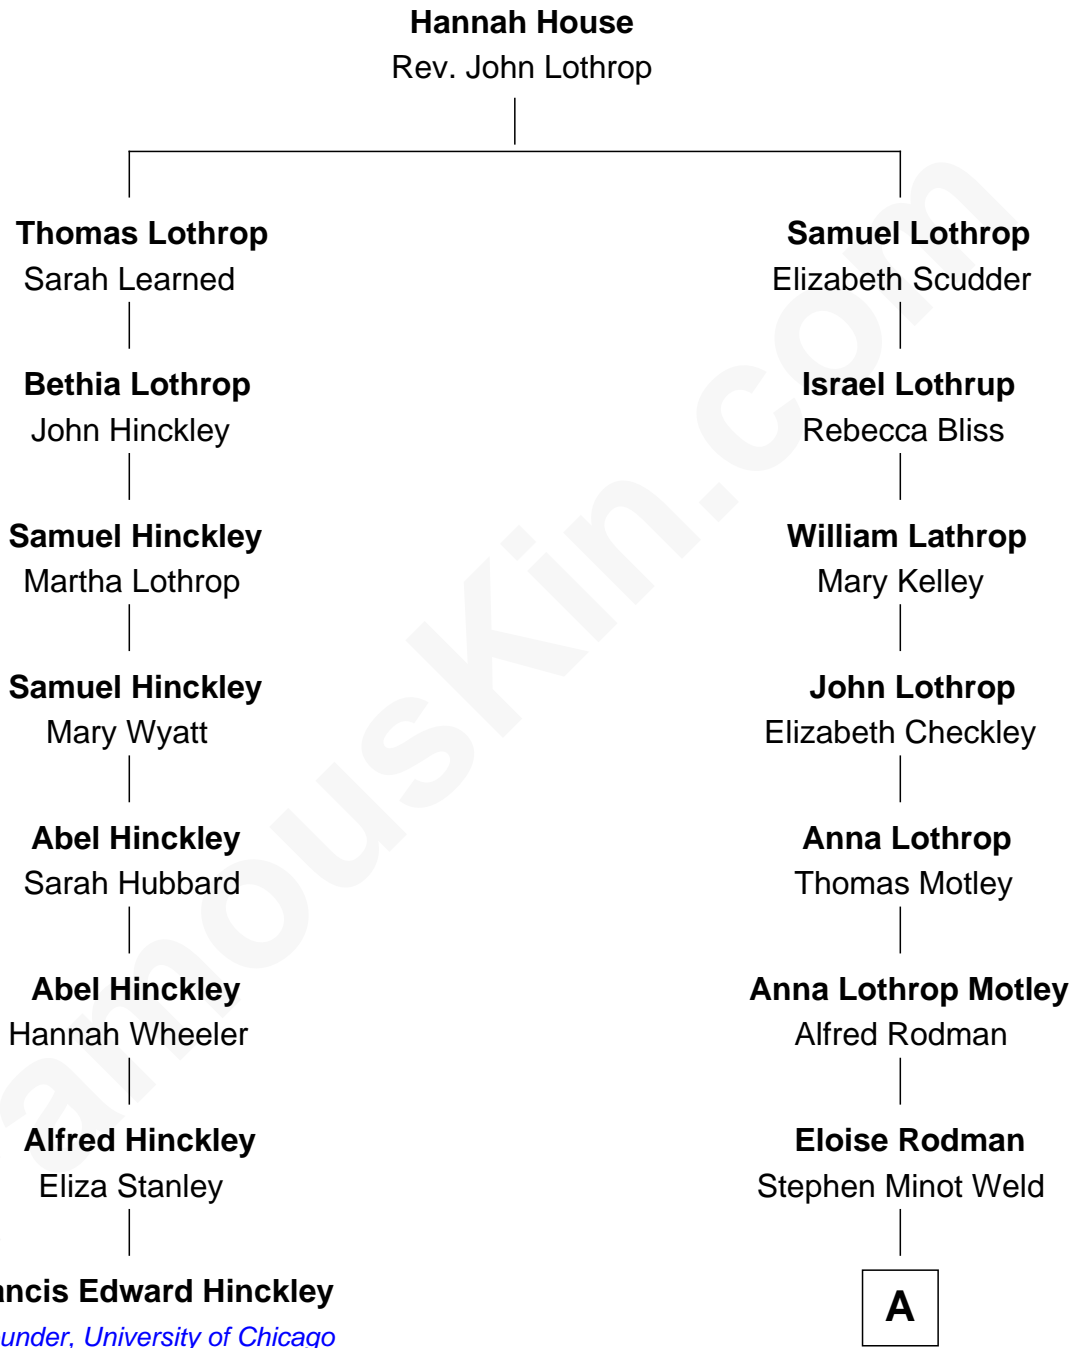 Hannah House
Rev. John Lothrop
Thomas Lothrop
Sarah Learned
Samuel Lothrop
Elizabeth Scudder
Bethia Lothrop
John Hinckley
Israel Lothrup
Rebecca Bliss
Samuel Hinckley
Martha Lothrop
William Lathrop
Mary Kelley
Samuel Hinckley
Mary Wyatt
John Lothrop
Elizabeth Checkley
Abel Hinckley
Sarah Hubbard
Anna Lothrop
Thomas Motley
Abel Hinckley
Hannah Wheeler
Anna Lothrop Motley
Alfred Rodman
Alfred Hinckley
Eliza Stanley
Eloise Rodman
Stephen Minot Weld
ancis Edward Hinckley
under, University of Chicago
A
amouskin.com